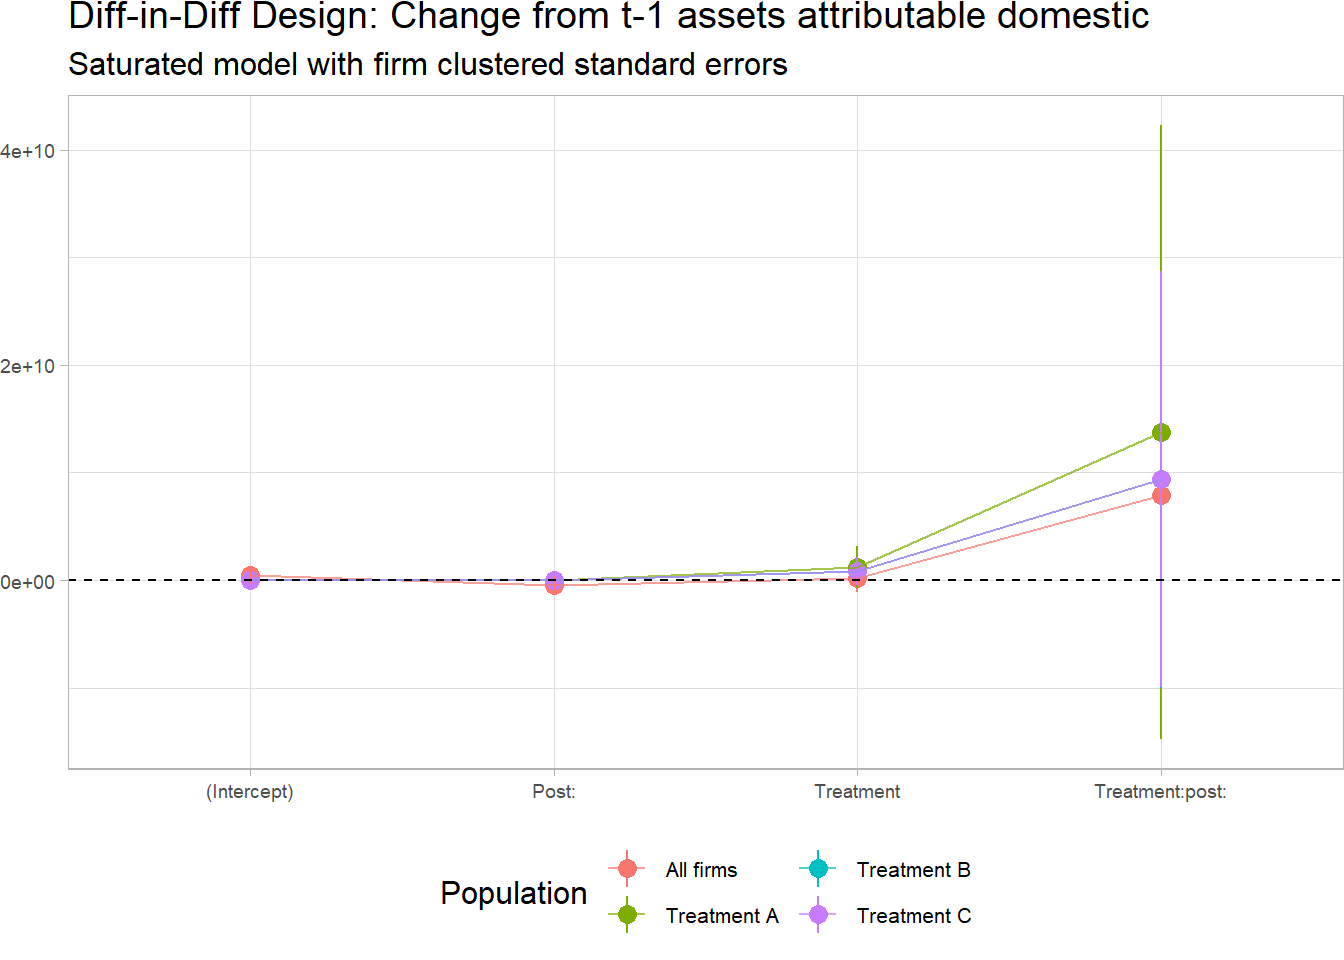 Diff-in-Diff Design: Change from t-1 assets attributable domestic
Saturated model with firm clustered standard errors
4e+10
2e+10
0e+00
(Intercept)
Post:
Treatment
Treatment:post:
Population
All firms
Treatment B
Treatment A
Treatment C